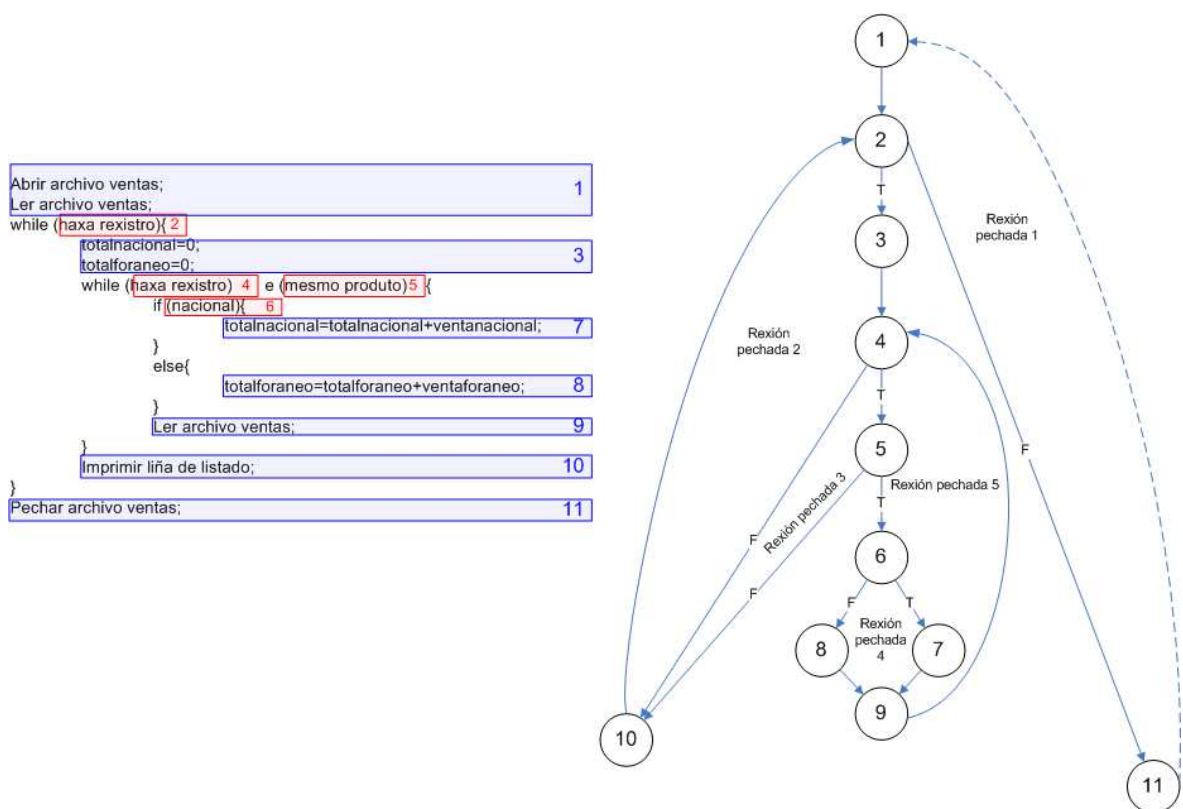 Abrir archivo ventas;
1
Ler archivo ventas;
while (haxa rexistro){ 2
totalnacional=0;
3
totalforaneo=0;
while (haxa rexistro) 4 e (mesmo produto) 5 {
if (nacional){ 6
totalnacional=totalnacional+ventanacional; 7
}
else{
totalforaneo=totalforaneo+ventaforaneo; 8
}
Ler archivo ventas; 9
}
Imprimir liña de listado; 10
}
Pechar archivo ventas; 11
1
2
T
Rexión
pechada 1
3
Rexión
pechada 2
4
T
F
5
Rexión pechada 3
Rexión pechada 5
T
F
F
6
F
T
Rexión
pechada
4
8
7
9
10
11